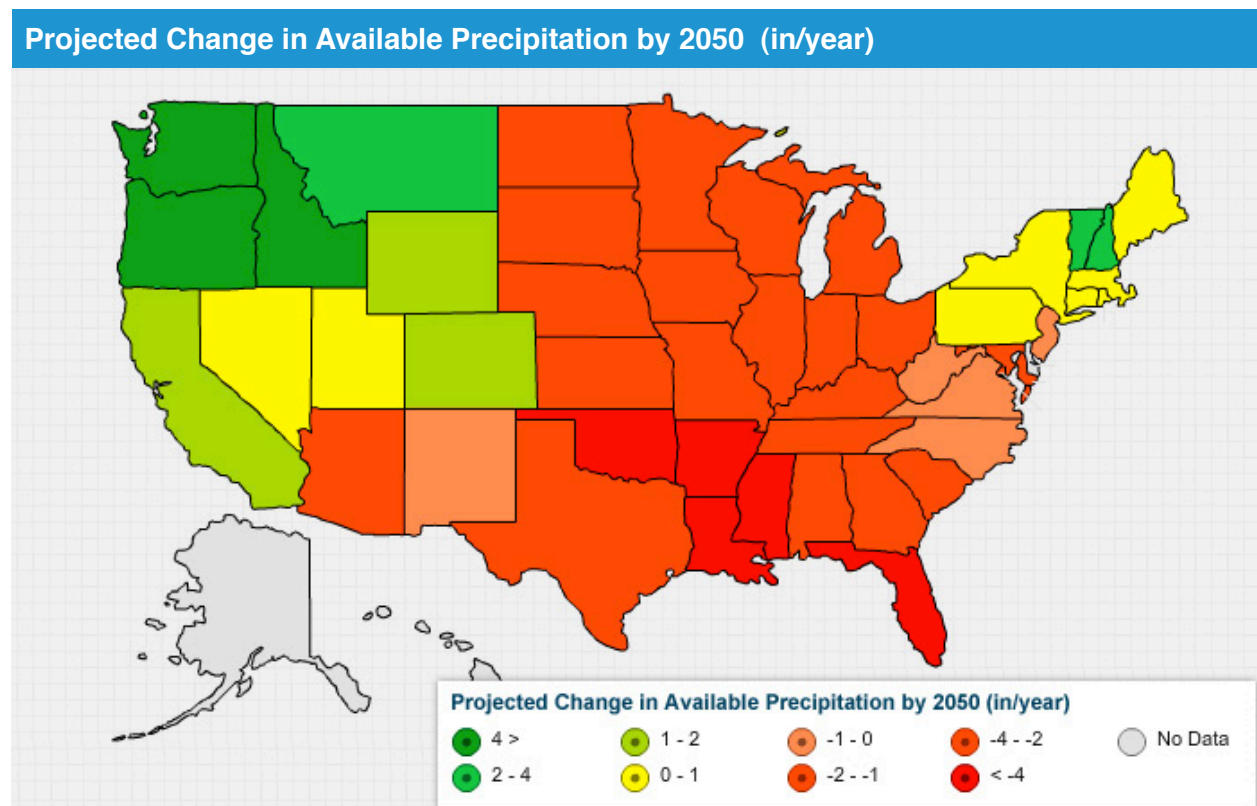 Projected Change in Available Precipitation by 2050 (in/year)
Projected Change in Available Precipitation by 2050 (in/year)
4 > 1 - 2 -1 - 0 -4 - -2 No Data
2 - 4 0 - 1 -2 - -1 < -4